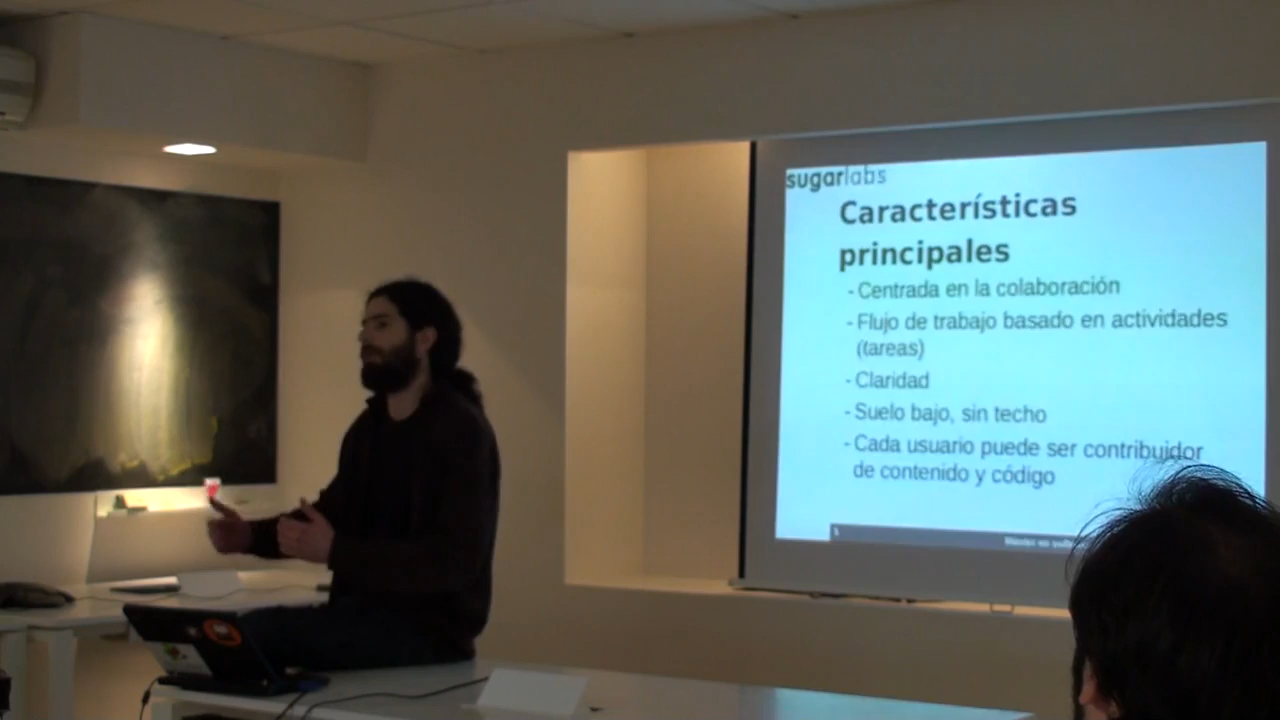 sugarlabs
Características
principales
- Centrada en la colaboración
- Flujo de trabajo basado en actividades
(tareas)
- Claridad
- Suelo bajo, sin techo
- Cada usuario puede ser contribuidor
de contenido y código